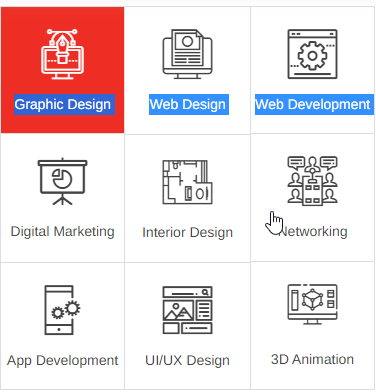 Graphic Design
Web Design
Web Development
Digital Marketing
Interior Design
Networking
App Development
UI/UX Design
3D Animation